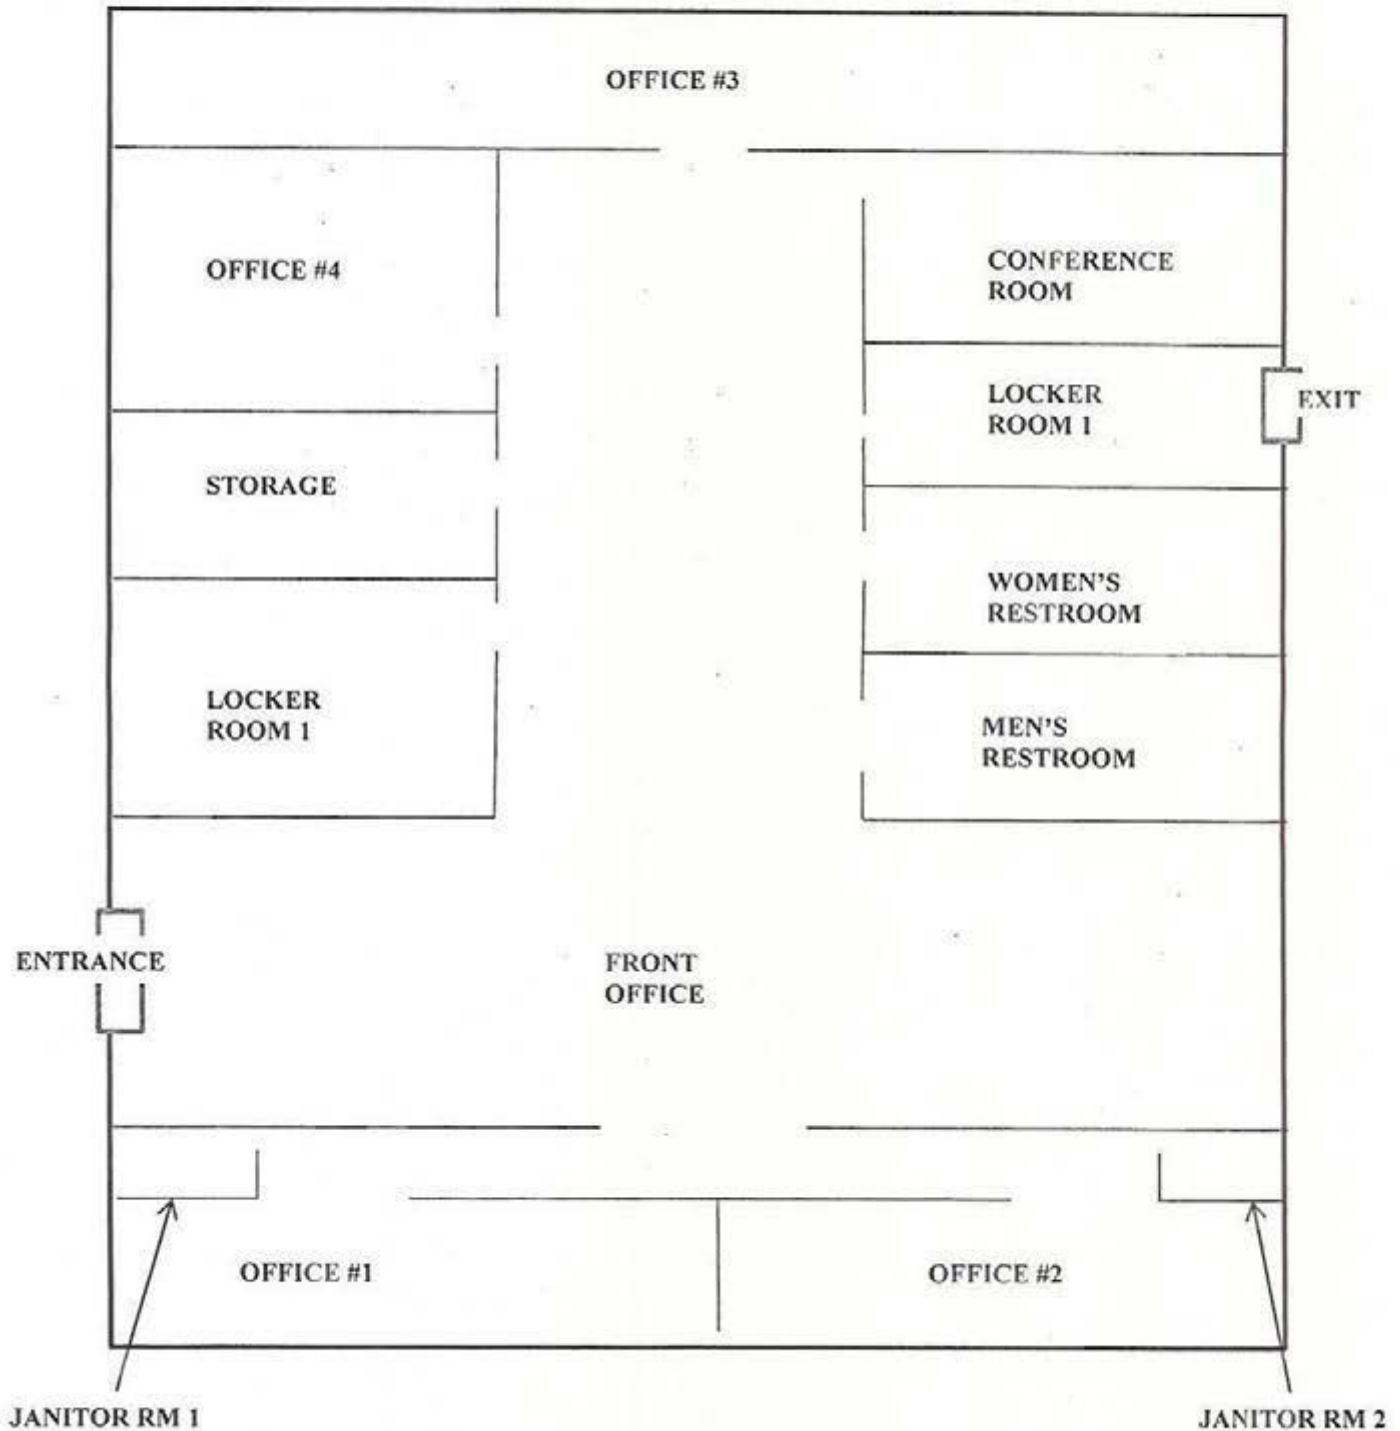 OFFICE #3
OFFICE #4
CONFERENCE
ROOM
LOCKER
ROOM 1
EXIT
STORAGE
WOMEN'S
RESTROOM
LOCKER
ROOM 1
MEN'S
RESTROOM
ENTRANCE
FRONT
OFFICE
OFFICE #1
OFFICE #2
JANITOR RM 1
JANITOR RM 2